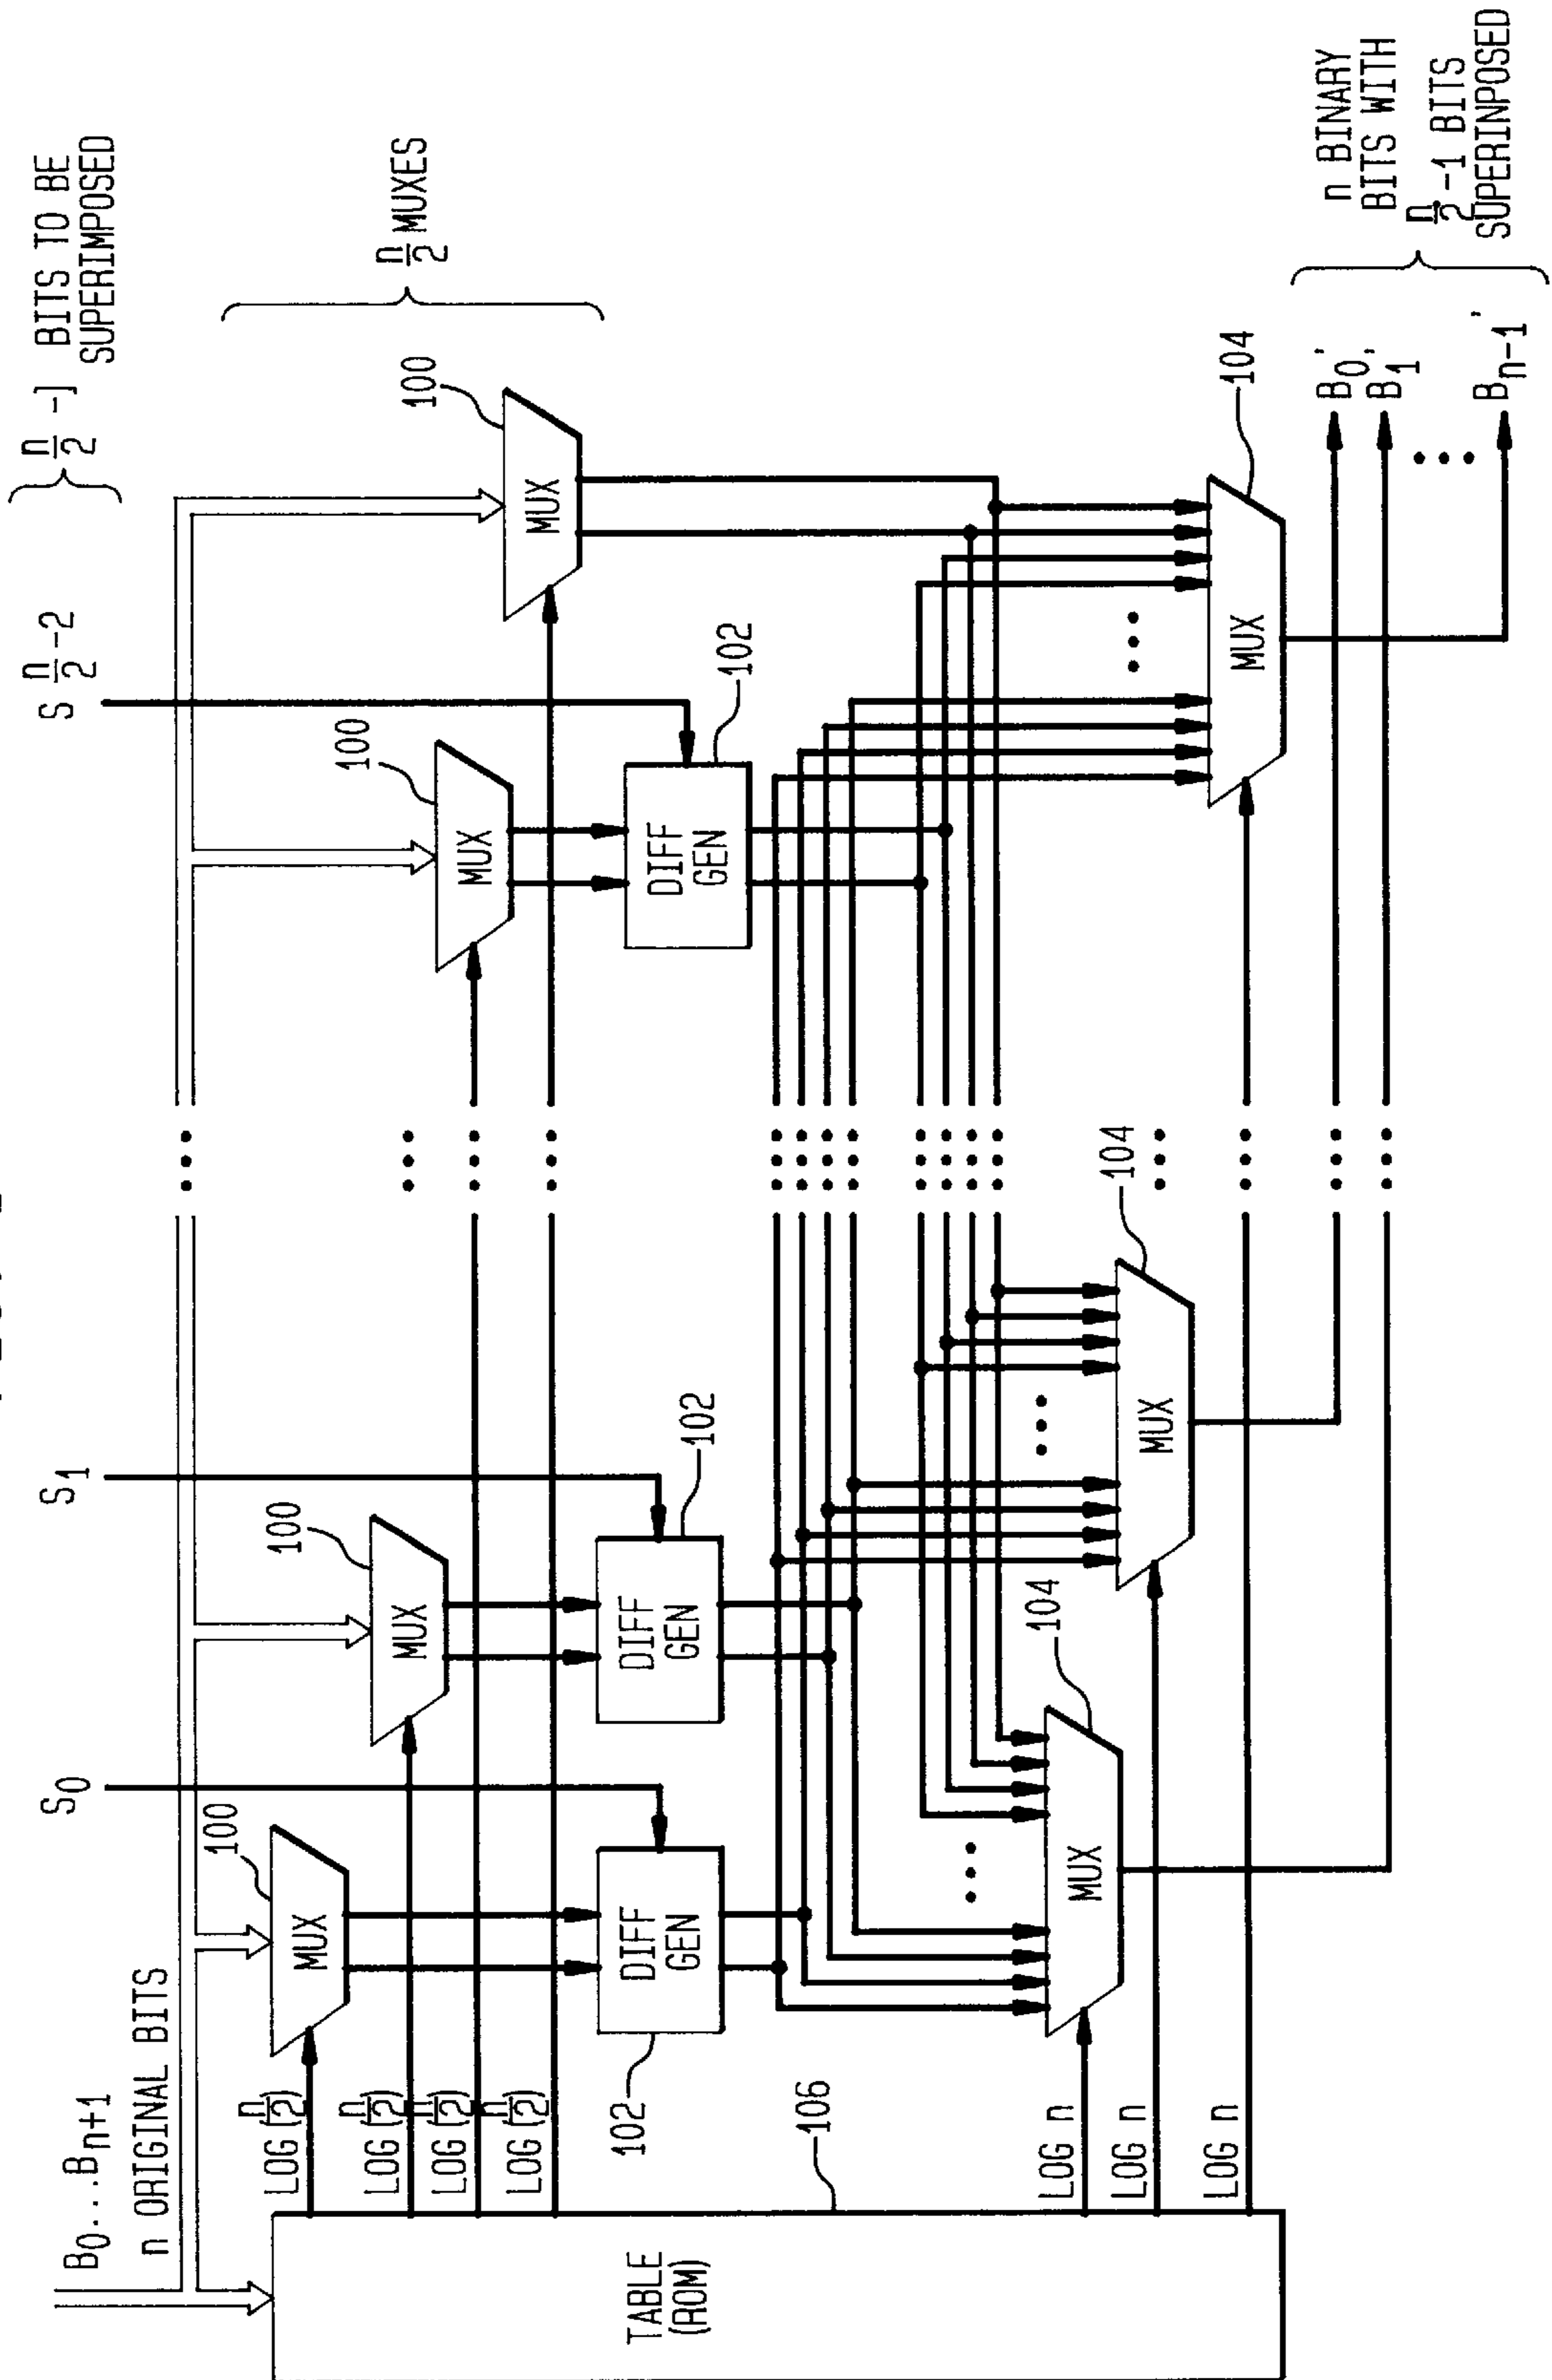 B0...Bn+1
n ORIGINAL BITS
S0
S1
S n/2 -2
} n/2 -] BITS TO BE
SUPERIMPOSED
n/2 MUXES
100
MUX
100
MUX
100
MUX
100
MUX
LOG (n/2)
LOG (n/2)
LOG (n/2)
LOG (n/2)
102
DIFF
GEN
DIFF
GEN
102
DIFF
GEN
102
TABLE
(ROM)
106
LOG n
LOG n
LOG n
MUX
104
MUX
104
MUX
104
B0'
B1'
Bn-1'
n BINARY
BITS WITH
n/2 -1 BITS
SUPERINPOSED